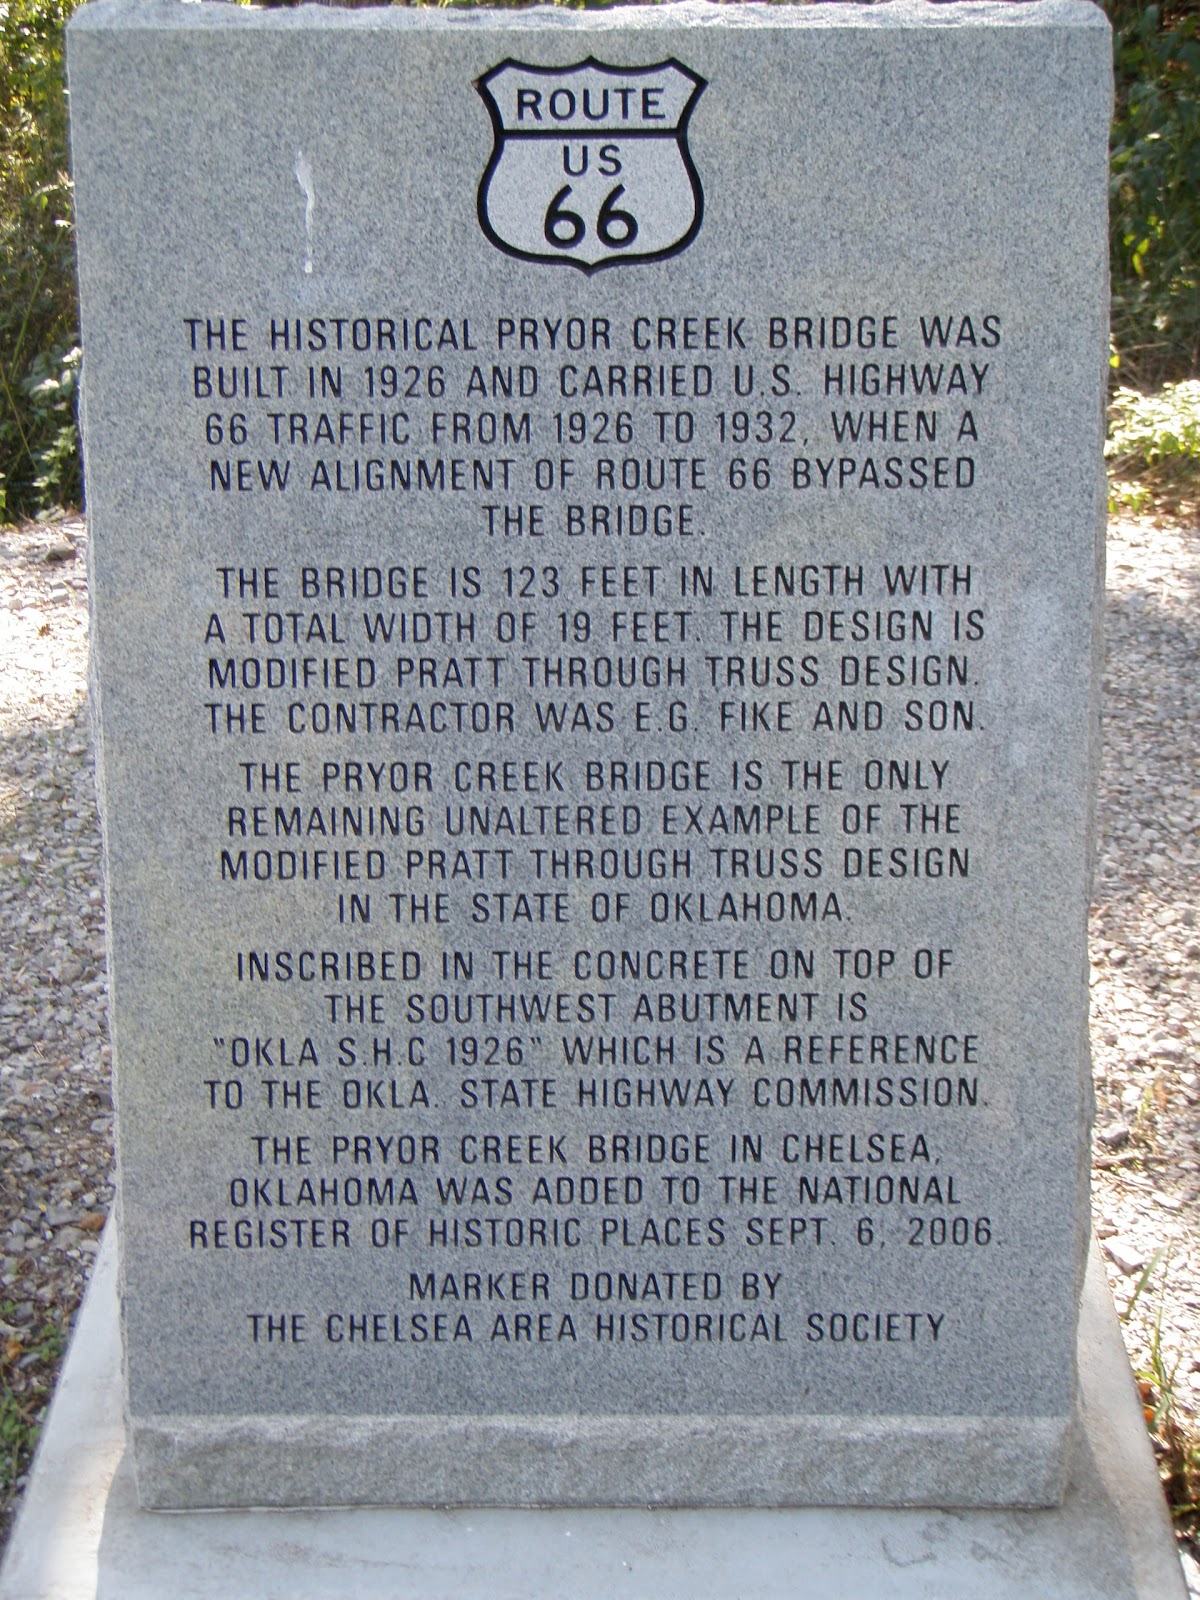 ROUTE
US
66
THE HISTORICAL PRYOR CREEK BRIDGE WAS
BUILT IN 1926 AND CARRIED U.S. HIGHWAY
66 TRAFFIC FROM 1926 TO 1932, WHEN A
NEW ALIGNMENT OF ROUTE 66 BYPASSED
THE BRIDGE.
THE BRIDGE IS 123 FEET IN LENGTH WITH
A TOTAL WIDTH OF 19 FEET. THE DESIGN IS
MODIFIED PRATT THROUGH TRUSS DESIGN.
THE CONTRACTOR WAS E.G. FIKE AND SON.
THE PRYOR CREEK BRIDGE IS THE ONLY
REMAINING UNALTERED EXAMPLE OF THE
MODIFIED PRATT THROUGH TRUSS DESIGN
IN THE STATE OF OKLAHOMA.
INSCRIBED IN THE CONCRETE ON TOP OF
THE SOUTHWEST ABUTMENT IS
"OKLA S.H.C 1926" WHICH IS A REFERENCE
TO THE OKLA. STATE HIGHWAY COMMISSION.
THE PRYOR CREEK BRIDGE IN CHELSEA,
OKLAHOMA WAS ADDED TO THE NATIONAL
REGISTER OF HISTORIC PLACES SEPT. 6, 2006.
MARKER DONATED BY
THE CHELSEA AREA HISTORICAL SOCIETY